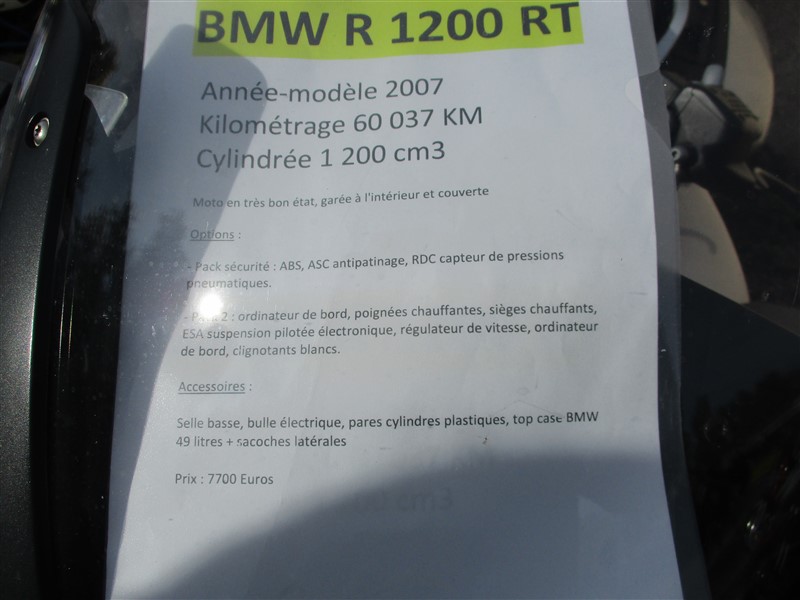 BMW R 1200 RT
Année-modèle 2007
Kilométrage 60 037 KM
Cylindrée 1 200 cm3
Moto en très bon état, garée à l'intérieur et couverte
Options :
- Pack sécurité : ABS, ASC antipatinage, RDC capteur de pressions
pneumatiques.
- Pack 2 : ordinateur de bord, poignées chauffantes, sièges chauffants,
ESA suspension pilotée électronique, régulateur de vitesse, ordinateur
de bord, clignotants blancs.
Accessoires :
Selle basse, bulle électrique, pares cylindres plastiques, top case BMW
49 litres + sacoches latérales
Prix : 7700 Euros